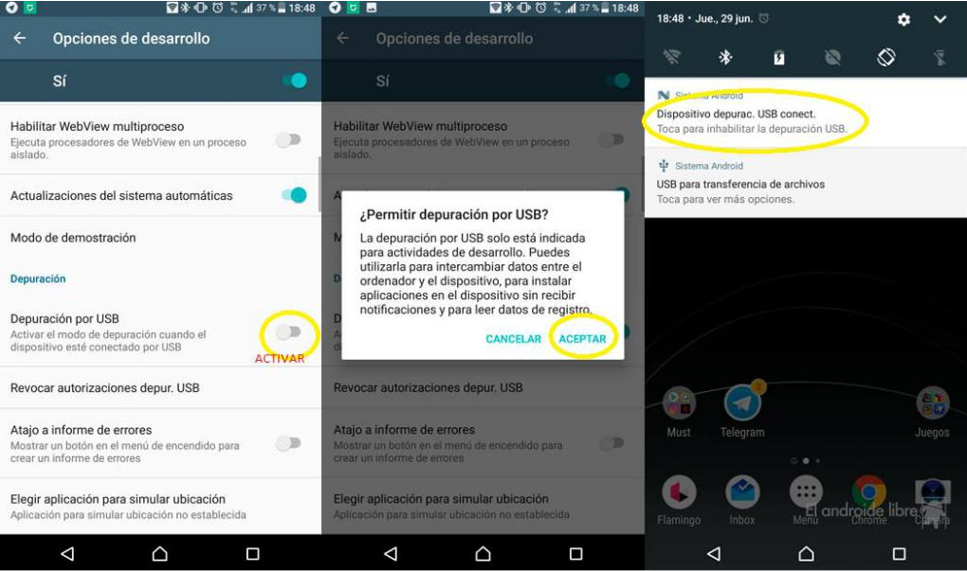 37 % 18:48
Opciones de desarrollo
Sí
Habilitar WebView multiproceso
Ejecuta procesadores de WebView en un proceso
aislado.
Actualizaciones del sistema automáticas
Modo de demostración
Depuración
Depuración por USB
Activar el modo de depuración cuando el
dispositivo esté conectado por USB
ACTIVAR
Revocar autorizaciones depur. USB
Atajo a informe de errores
Mostrar un botón en el menú de encendido para
crear un informe de errores
Elegir aplicación para simular ubicación
Aplicación para simular ubicación no establecida
37 % 18:48
Opciones de desarrollo
Sí
Habilitar WebView multiproceso
Ejecuta procesadores de WebView en un proceso
aislado.
¿Permitir depuración por USB?
La depuración por USB solo está indicada
para actividades de desarrollo. Puedes
utilizarla para intercambiar datos entre el
ordenador y el dispositivo, para instalar
aplicaciones en el dispositivo sin recibir
notificaciones y para leer datos de registro.
CANCELAR ACEPTAR
Revocar autorizaciones depur. USB
Atajo a informe de errores
Mostrar un botón en el menú de encendido para
crear un informe de errores
Elegir aplicación para simular ubicación
Aplicación para simular ubicación no establecida
18:48 • Jue., 29 jun.
Sistema Android
Dispositivo depurac. USB conect.
Toca para inhabilitar la depuración USB.
Sistema Android
USB para transferencia de archivos
Toca para ver más opciones.
2
Must Telegram Juegos
Flamingo Inbox Menú Chrome Cámara
El androide libre